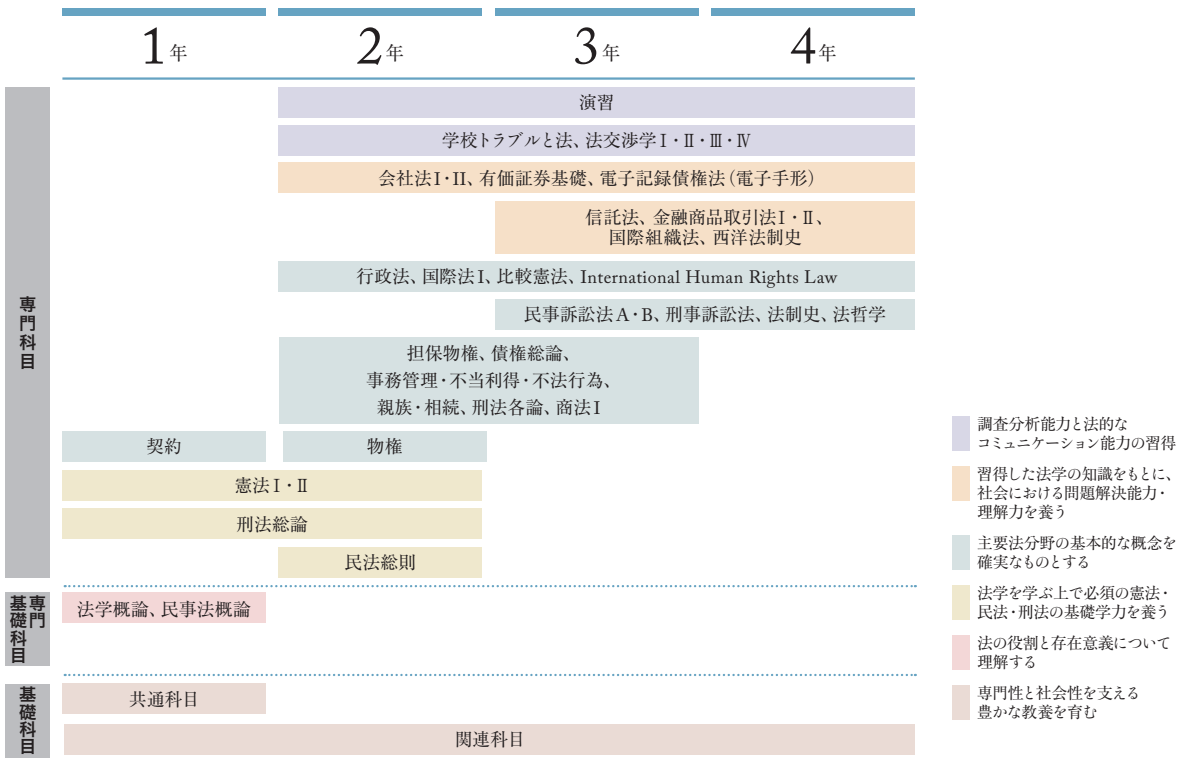 1年
2年
3年
4年
専門科目
演習
学校トラブルと法、法交渉学Ⅰ・Ⅱ・Ⅲ・Ⅳ
会社法I・II、有価証券基礎、電子記録債権法（電子手形）
信託法、金融商品取引法Ⅰ・Ⅱ、
国際組織法、西洋法制史
行政法、国際法Ⅰ、比較憲法、International Human Rights Law
民事訴訟法A・B、刑事訴訟法、法制史、法哲学
担保物権、債権総論、
事務管理・不当利得・不法行為、
親族・相続、刑法各論、商法Ⅰ
契約
物権
憲法Ⅰ・Ⅱ
刑法総論
民法総則
専門
基礎科目
法学概論、民事法概論
基礎科目
共通科目
関連科目
調査分析能力と法的な
コミュニケーション能力の習得
習得した法学の知識をもとに、
社会における問題解決能力・
理解力を養う
主要法分野の基本的な概念を
確実なものとする
法学を学ぶ上で必須の憲法・
民法・刑法の基礎学力を養う
法の役割と存在意義について
理解する
専門性と社会性を支える
豊かな教養を育む